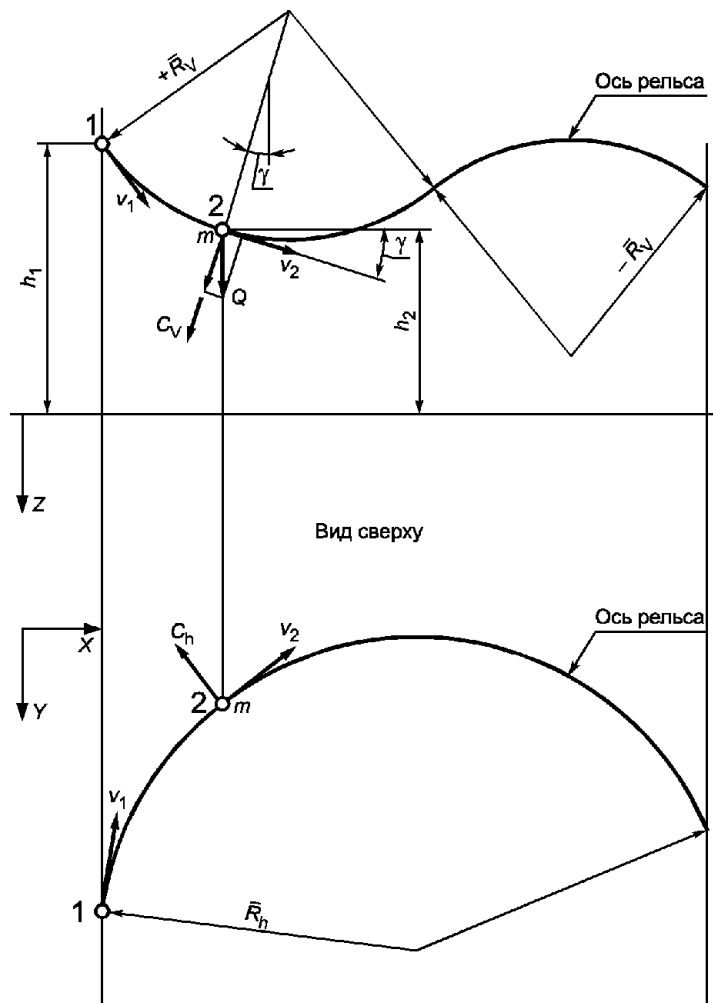 +R̄V
Ось рельса
1
γ
v1
2
m
γ
v2
− R̄V
h1
Q
h2
CV
Z
Вид сверху
Ось рельса
X
Ch
v2
Y
2
m
v1
1
R̄h